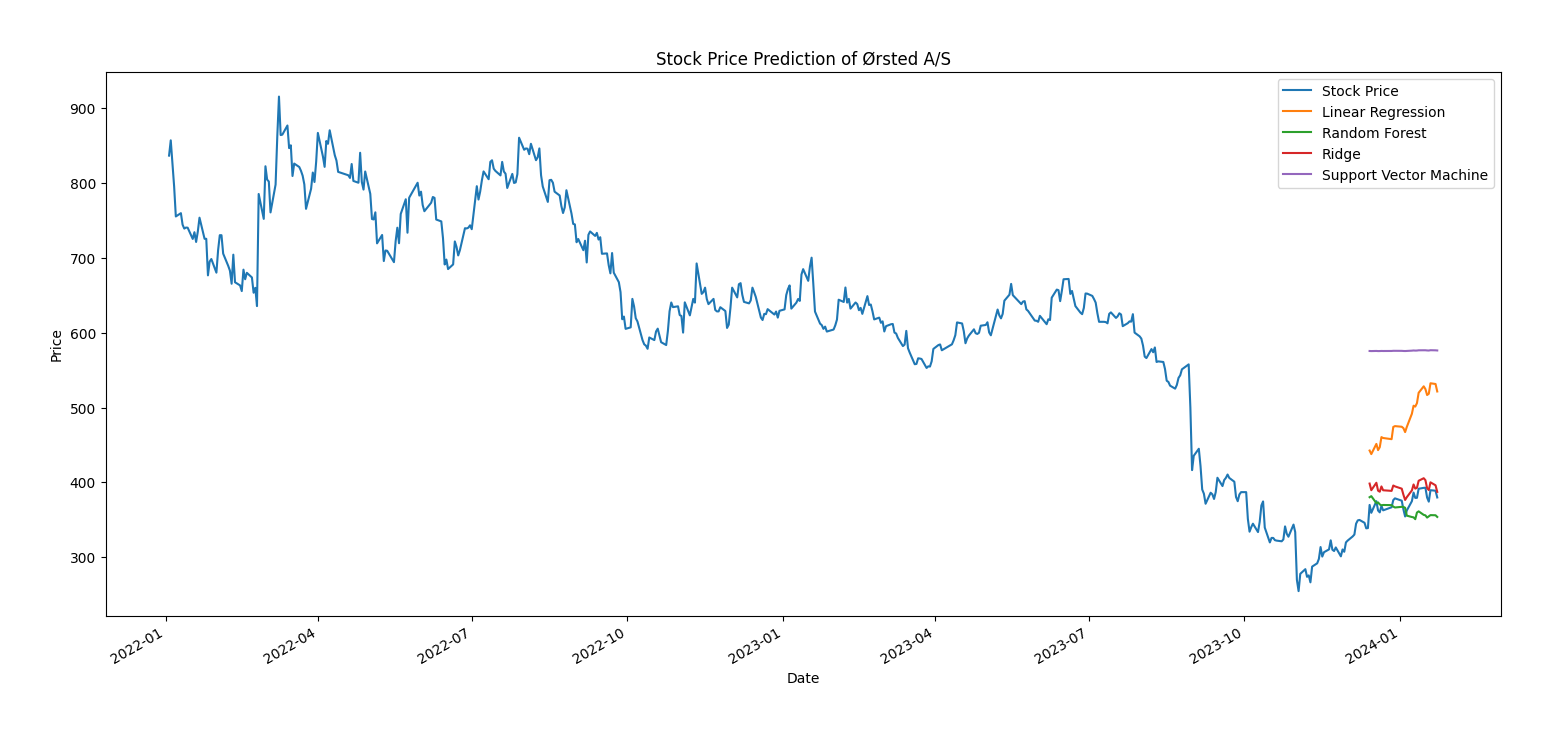 Stock Price Prediction of Ørsted A/S
Stock Price
Linear Regression
Random Forest
Ridge
Support Vector Machine
Price
900
800
700
600
500
400
300
2022-01
2022-04
2022-07
2022-10
2023-01
2023-04
2023-07
2023-10
2024-01
Date